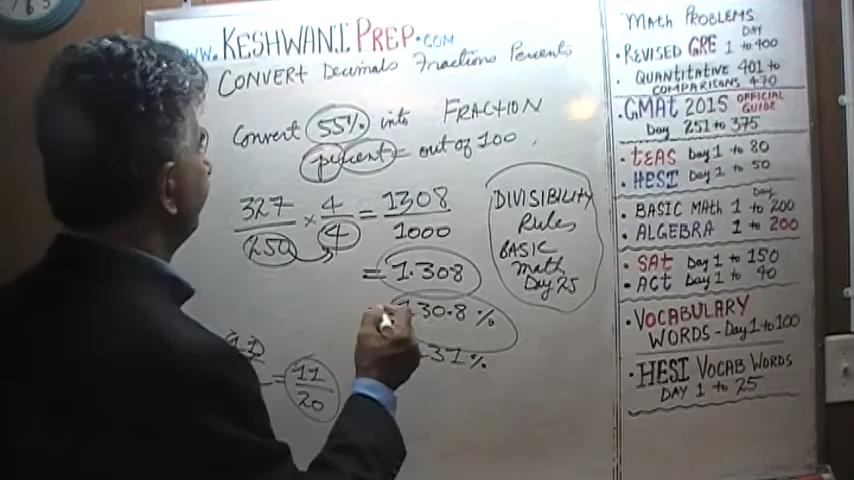 WWW.KESHWANI PREP.COM
CONVERT Decimals Fractions Percents
Convert 55% into FRACTION
percent = out of 100.
327/250 × 4/4 = 1308/1000
= 1.308
130.8%
31%
11
= 11/20
DIVISIBILITY
Rules
BASIC
Math
Day 25
MATH PROBLEMS
• REVISED GRE DAY 1 TO 400
• QUANTITATIVE 401 to
COMPARISONS 470
• GMAT 2015 OFFICIAL GUIDE
Day 251 to 375
• TEAS Day 1 to 80
• HESI Day 1 to 50
• BASIC MATH Day 1 to 200
• ALGEBRA 1 to 200
• SAT Day 1 to 150
• ACT Day 1 to 40
• VOCABULARY
WORDS - Day 1 to 100
• HESI VOCAB WORDS
DAY 1 to 25